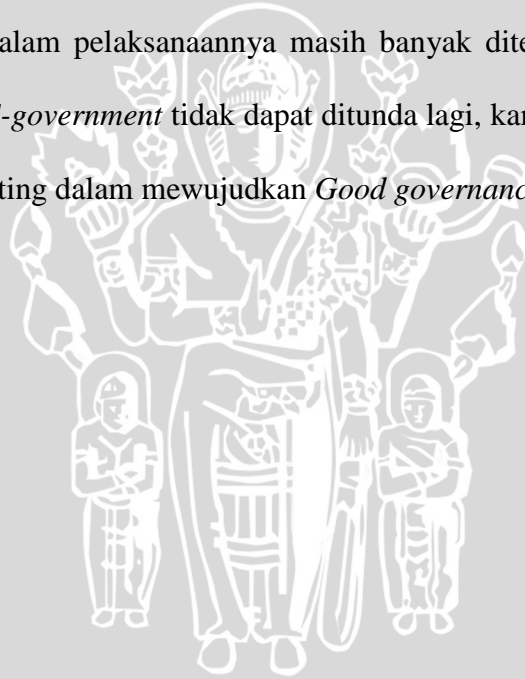 alam pelaksanaannya masih banyak dite
-government tidak dapat ditunda lagi, kar
ting dalam mewujudkan Good governanc